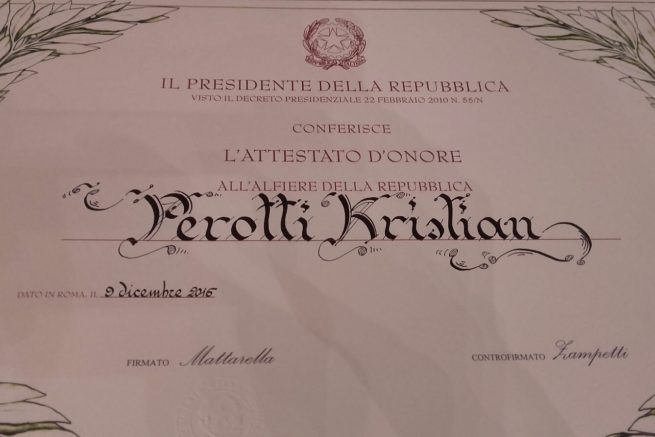 IL PRESIDENTE DELLA REPUBBLICA
VISTO IL DECRETO PRESIDENZIALE 22 FEBBRAIO 2010 N. 55/N
CONFERISCE
L'ATTESTATO D'ONORE
ALL'ALFIERE DELLA REPUBBLICA
Perotti Kristian
DATO IN ROMA, IL 9 dicembre 2016
FIRMATO Mattarella CONTROFIRMATO Zampetti